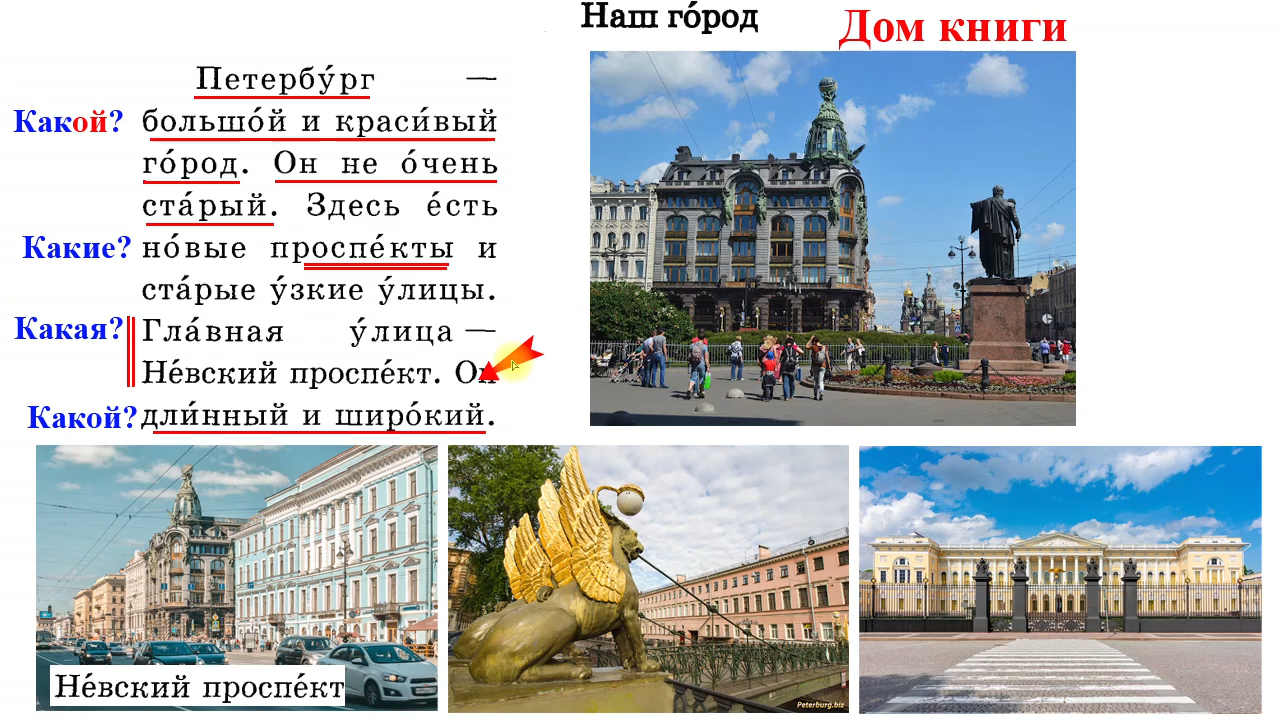 Наш го́род
Дом книги
Петербу́рг —
Какой? большо́й и краси́вый
го́род. Он не о́чень
ста́рый. Здесь е́сть
Какие? но́вые проспе́кты и
ста́рые у́зкие у́лицы.
Какая? Гла́вная у́лица —
Не́вский проспе́кт. Он
Какой? дли́нный и широ́кий.
Не́вский проспе́кт
Peterburg.biz